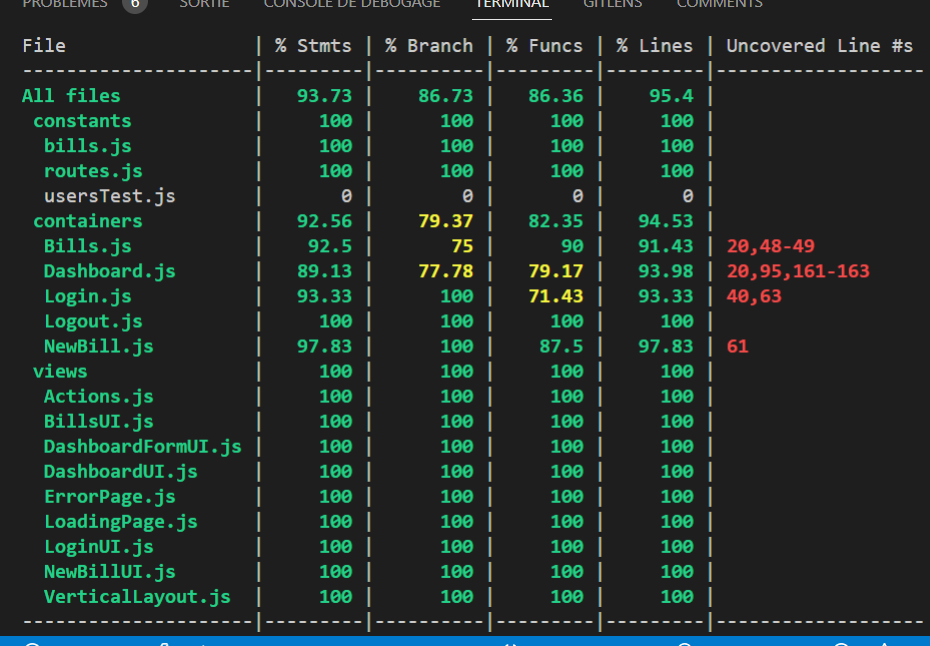 PROBLÈMES 6 SORTIE CONSOLE DE DÉBOGAGE TERMINAL GITLENS COMMENTS
File | % Stmts | % Branch | % Funcs | % Lines | Uncovered Line #s
---------------------|---------|----------|---------|---------|-------------------
All files | 93.73 | 86.73 | 86.36 | 95.4 |
constants | 100 | 100 | 100 | 100 |
bills.js | 100 | 100 | 100 | 100 |
routes.js | 100 | 100 | 100 | 100 |
usersTest.js | 0 | 0 | 0 | 0 |
containers | 92.56 | 79.37 | 82.35 | 94.53 |
Bills.js | 92.5 | 75 | 90 | 91.43 | 20,48-49
Dashboard.js | 89.13 | 77.78 | 79.17 | 93.98 | 20,95,161-163
Login.js | 93.33 | 100 | 71.43 | 93.33 | 40,63
Logout.js | 100 | 100 | 100 | 100 |
NewBill.js | 97.83 | 100 | 87.5 | 97.83 | 61
views | 100 | 100 | 100 | 100 |
Actions.js | 100 | 100 | 100 | 100 |
BillsUI.js | 100 | 100 | 100 | 100 |
DashboardFormUI.js | 100 | 100 | 100 | 100 |
DashboardUI.js | 100 | 100 | 100 | 100 |
ErrorPage.js | 100 | 100 | 100 | 100 |
LoadingPage.js | 100 | 100 | 100 | 100 |
LoginUI.js | 100 | 100 | 100 | 100 |
NewBillUI.js | 100 | 100 | 100 | 100 |
VerticalLayout.js | 100 | 100 | 100 | 100 |
---------------------|---------|----------|---------|---------|-------------------